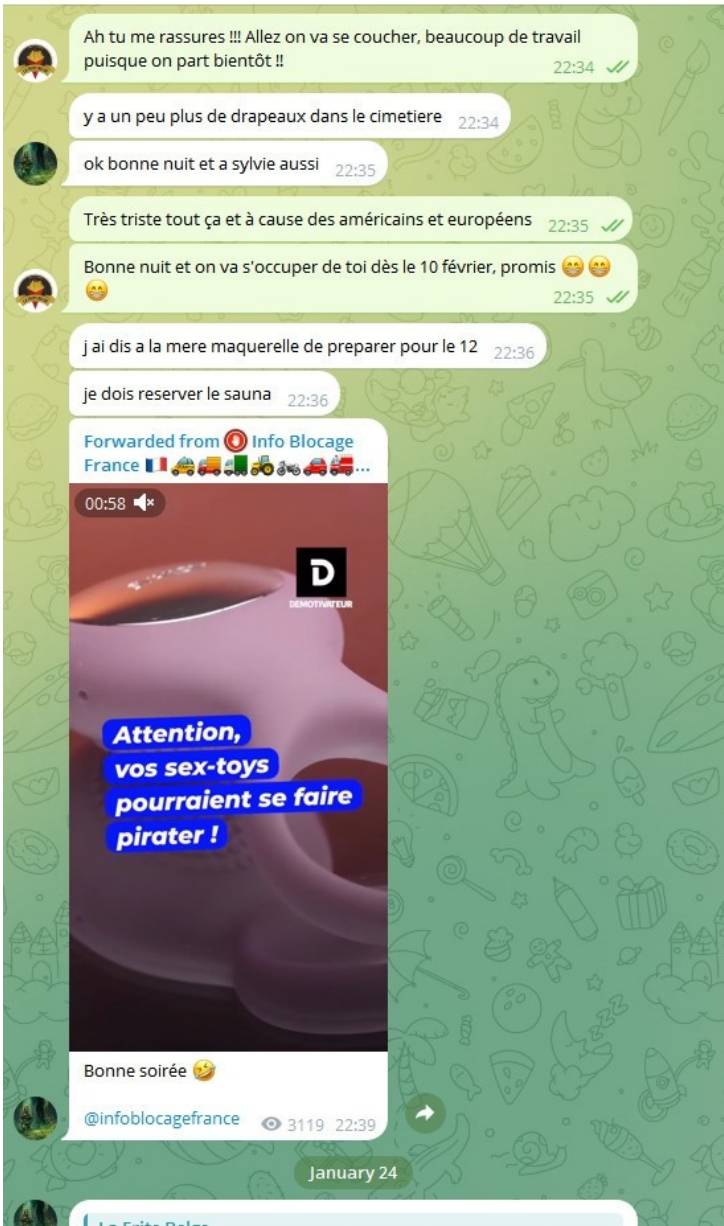 Ah tu me rassures !!! Allez on va se coucher, beaucoup de travail
puisque on part bientôt !!
22:34
y a un peu plus de drapeaux dans le cimetiere 22:34
ok bonne nuit et a sylvie aussi 22:35
Très triste tout ça et à cause des américains et européens 22:35
Bonne nuit et on va s'occuper de toi dès le 10 février, promis 😁 😁
😁
22:35
j ai dis a la mere maquerelle de preparer pour le 12 22:36
je dois reserver le sauna 22:36
Forwarded from Info Blocage
France 🇫🇷🚕🚚🚛🚜🏍🚗🚒...
00:58
D
DEMOTIVATEUR
Attention,
vos sex-toys
pourraient se faire
pirater !
Bonne soirée 🤣
@infoblocagefrance 3119 22:39
January 24
La Frite Belge